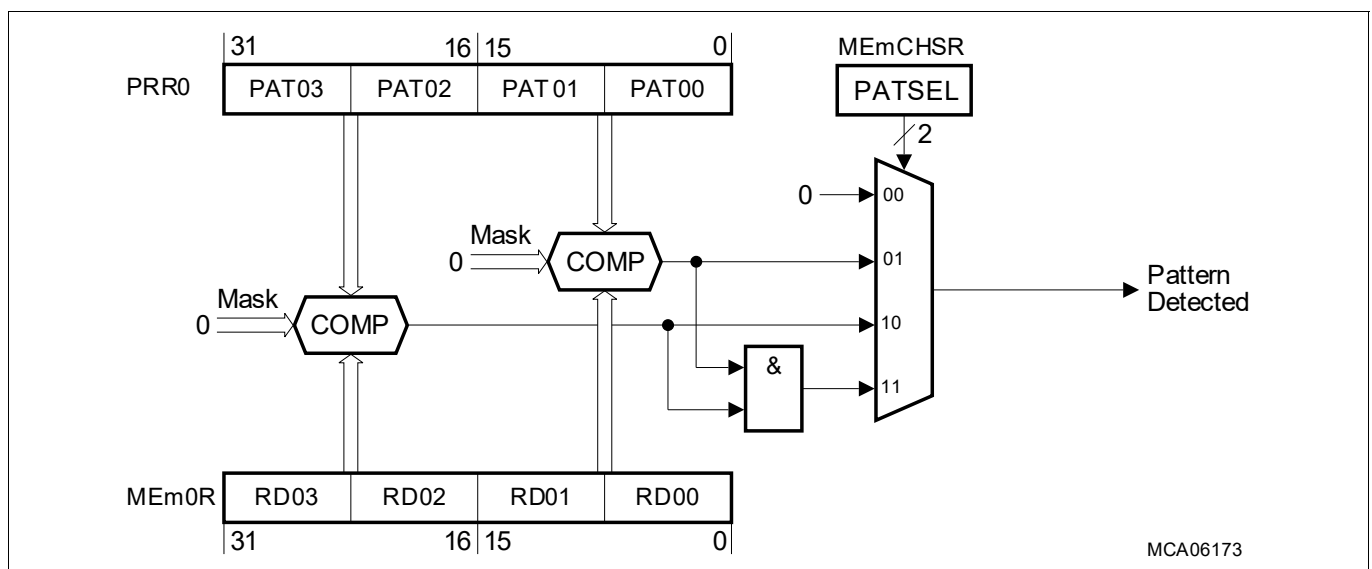 31 16 15 0
MEmCHSR
PRR0 PAT03 PAT02 PAT01 PAT00
PATSEL
2
0 00
Mask
0 COMP 01
Pattern
Detected
Mask
0 COMP 10
&
11
MEm0R RD03 RD02 RD01 RD00
31 16 15 0
MCA06173